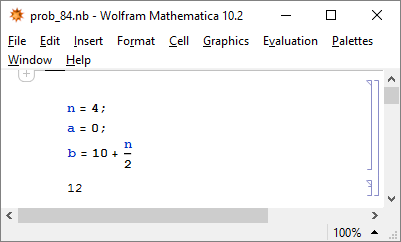 prob_84.nb - Wolfram Mathematica 10.2
File Edit Insert Format Cell Graphics Evaluation Palettes
Window Help
n = 4;
a = 0;
b = 10 + n/2
12
100%